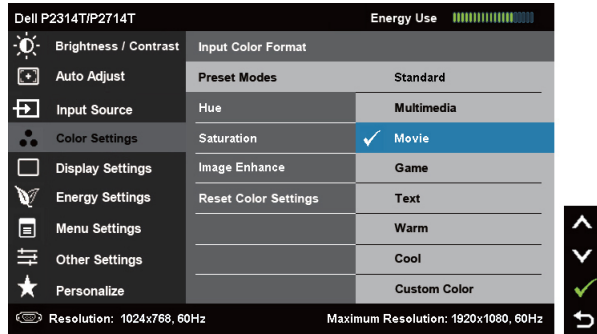 Dell P2314T/P2714T Energy Use
Brightness / Contrast Input Color Format
Auto Adjust Preset Modes Standard
Input Source Hue Multimedia
Color Settings Saturation Movie
Display Settings Image Enhance Game
Energy Settings Reset Color Settings Text
Menu Settings Warm
Other Settings Cool
Personalize Custom Color
Resolution: 1024x768, 60Hz Maximum Resolution: 1920x1080, 60Hz